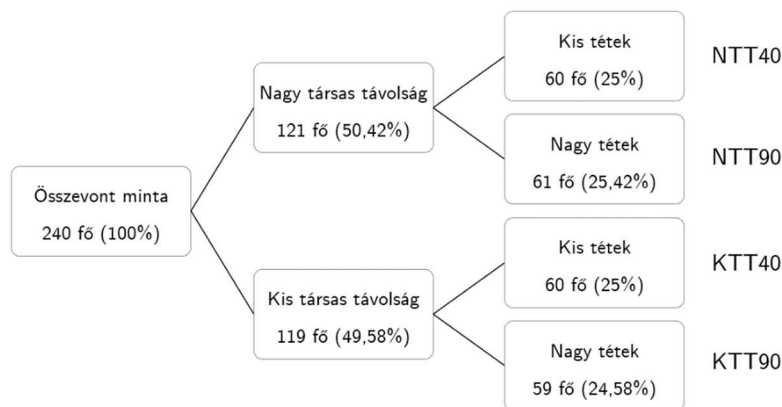 Összevont minta
240 fő (100%)
Nagy társas távolság
121 fő (50,42%)
Kis társas távolság
119 fő (49,58%)
Kis tétek
60 fő (25%)
Nagy tétek
61 fő (25,42%)
Kis tétek
60 fő (25%)
Nagy tétek
59 fő (24,58%)
NTT40
NTT90
KTT40
KTT90